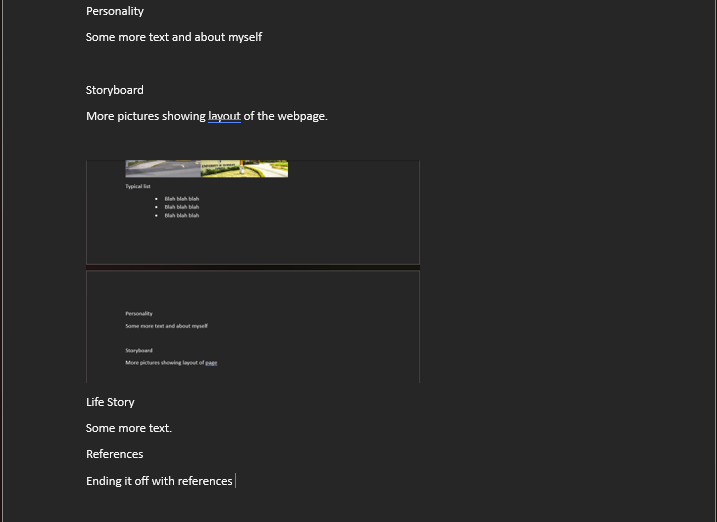 Personality
Some more text and about myself
Storyboard
More pictures showing layout of the webpage.
Typical list
• Blah blah blah
• Blah blah blah
• Blah blah blah
Personality
Some more text and about myself
Storyboard
More pictures showing layout of page
Life Story
Some more text.
References
Ending it off with references